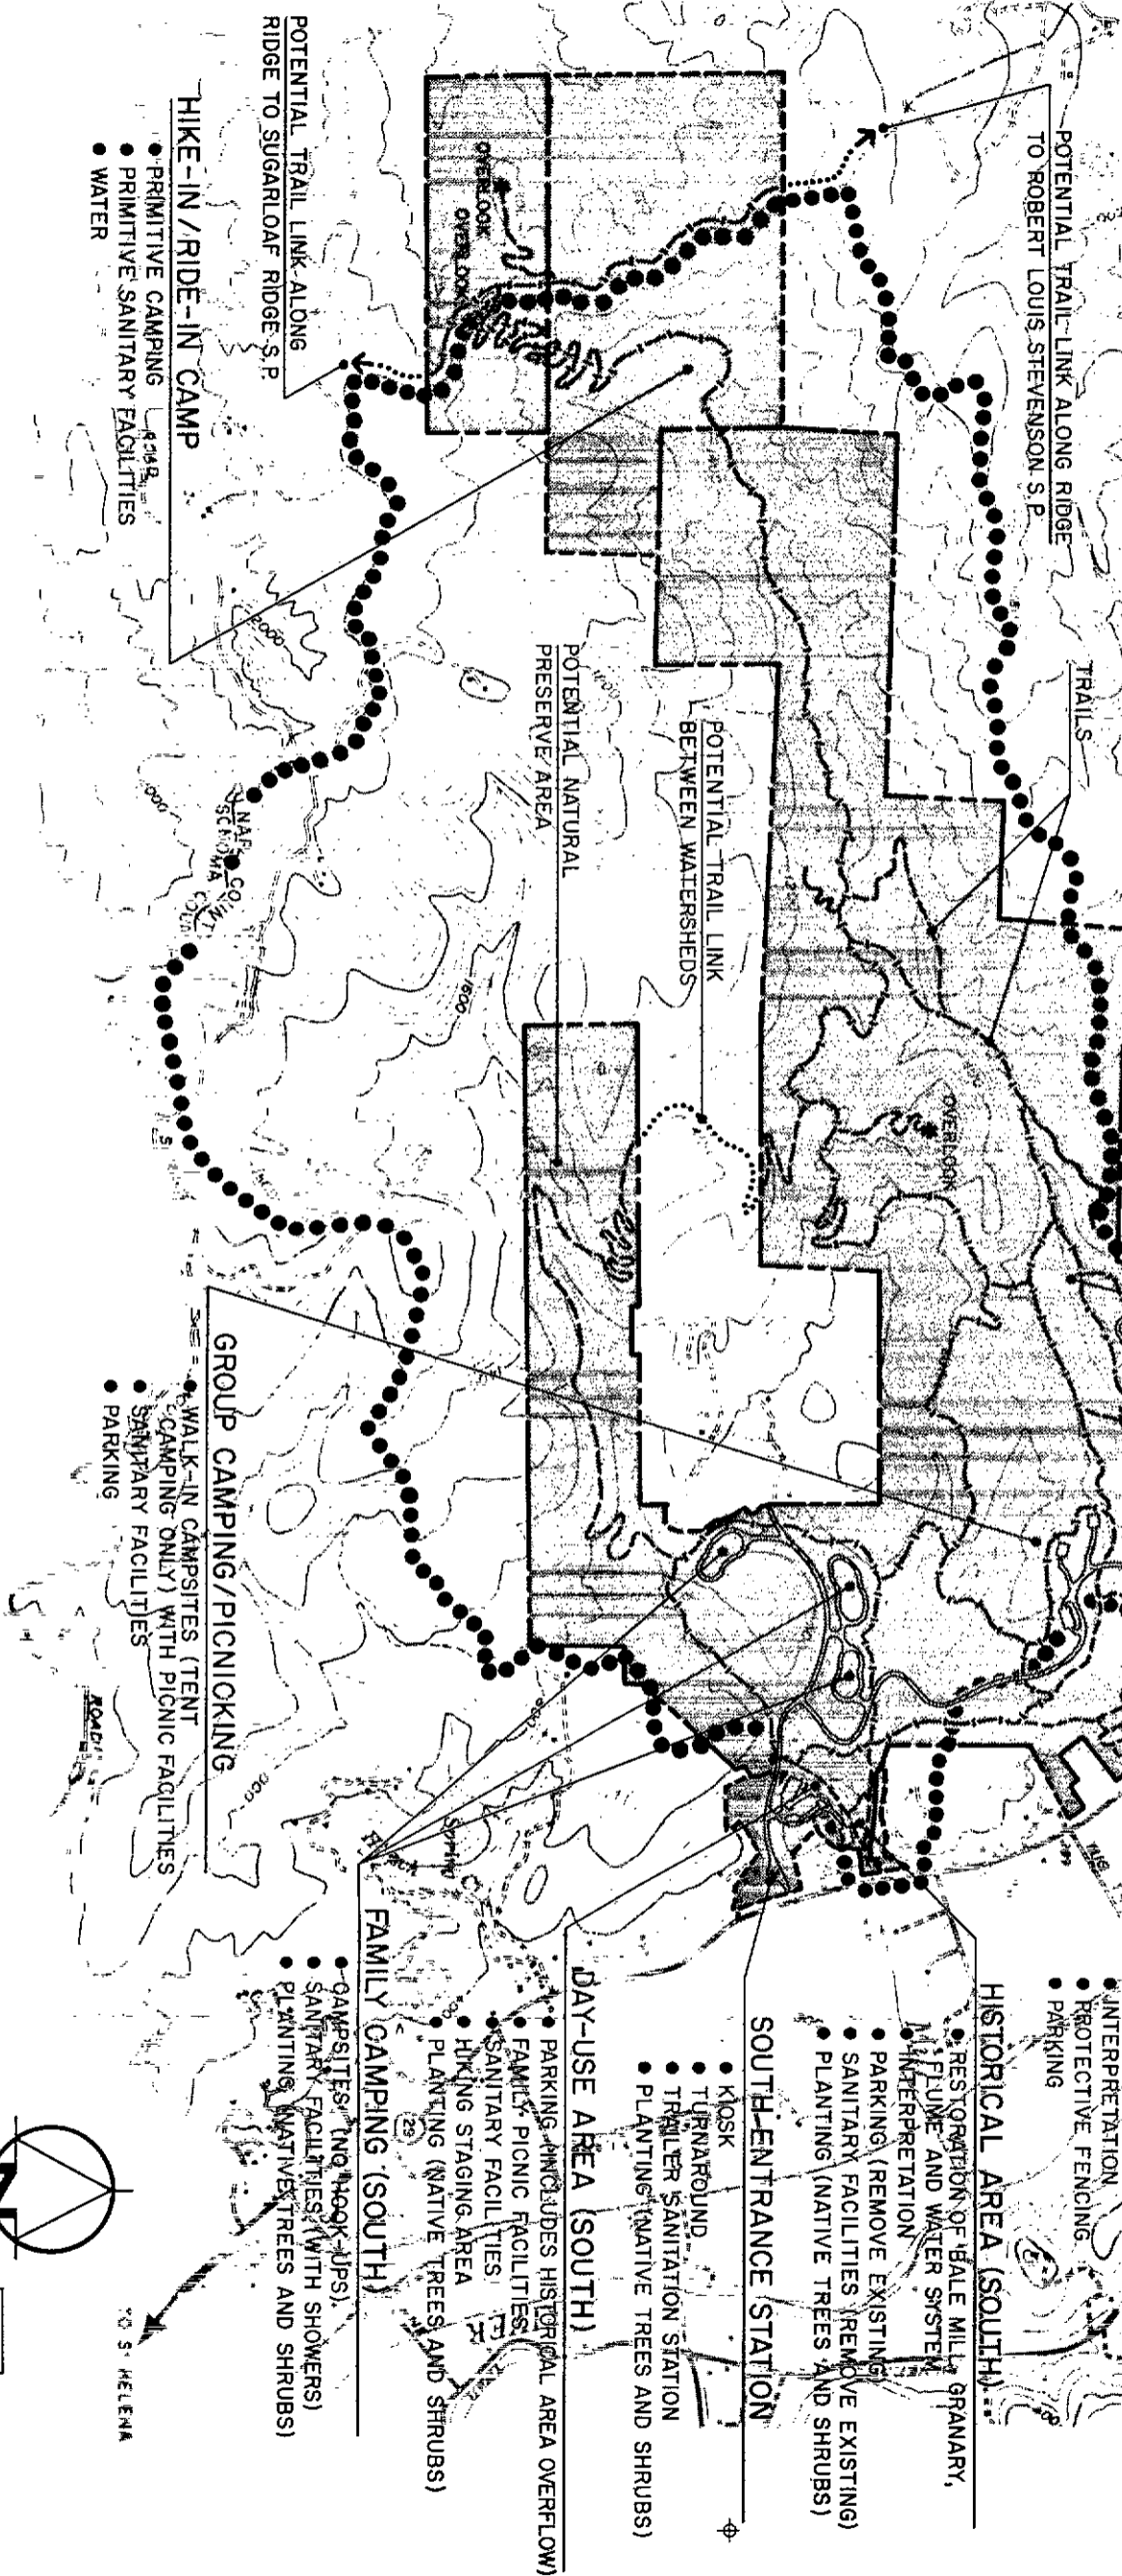 POTENTIAL TRAIL LINK ALONG RIDGE
TO ROBERT LOUIS STEVENSON S.P.
TRAILS
OVERLOOK
OVERLOOK
OVERLOOK
POTENTIAL TRAIL LINK ALONG
RIDGE TO SUGARLOAF RIDGE S.P.
HIKE-IN/RIDE-IN CAMP
● PRIMITIVE CAMPING
● PRIMITIVE SANITARY FACILITIES
● WATER
POTENTIAL TRAIL LINK
BETWEEN WATERSHEDS
POTENTIAL NATURAL
PRESERVE AREA
2000
1600
GROUP CAMPING/PICNICKING
● WALK-IN CAMPSITES (TENT
CAMPING ONLY) WITH PICNIC FACILITIES
● SANITARY FACILITIES
● PARKING
● INTERPRETATION
● PROTECTIVE FENCING
● PARKING
HISTORICAL AREA (SOUTH)
● RESTORATION OF BALE MILL, GRANARY,
FLUME AND WATER SYSTEM
● INTERPRETATION
● PARKING (REMOVE EXISTING)
● SANITARY FACILITIES (REMOVE EXISTING)
● PLANTING (NATIVE TREES AND SHRUBS)
SOUTH ENTRANCE STATION
● KIOSK
● TURNAROUND
● TRAILER SANITATION STATION
● PLANTING (NATIVE TREES AND SHRUBS)
DAY-USE AREA (SOUTH)
● PARKING (INCLUDES HISTORICAL AREA OVERFLOW)
● FAMILY PICNIC FACILITIES
● SANITARY FACILITIES
● HIKING STAGING AREA
● PLANTING (NATIVE TREES AND SHRUBS)
FAMILY CAMPING (SOUTH)
● CAMPSITES (NO HOOK-UPS)
● SANITARY FACILITIES (WITH SHOWERS)
● PLANTING (NATIVE TREES AND SHRUBS)
29
TO ST HELENA